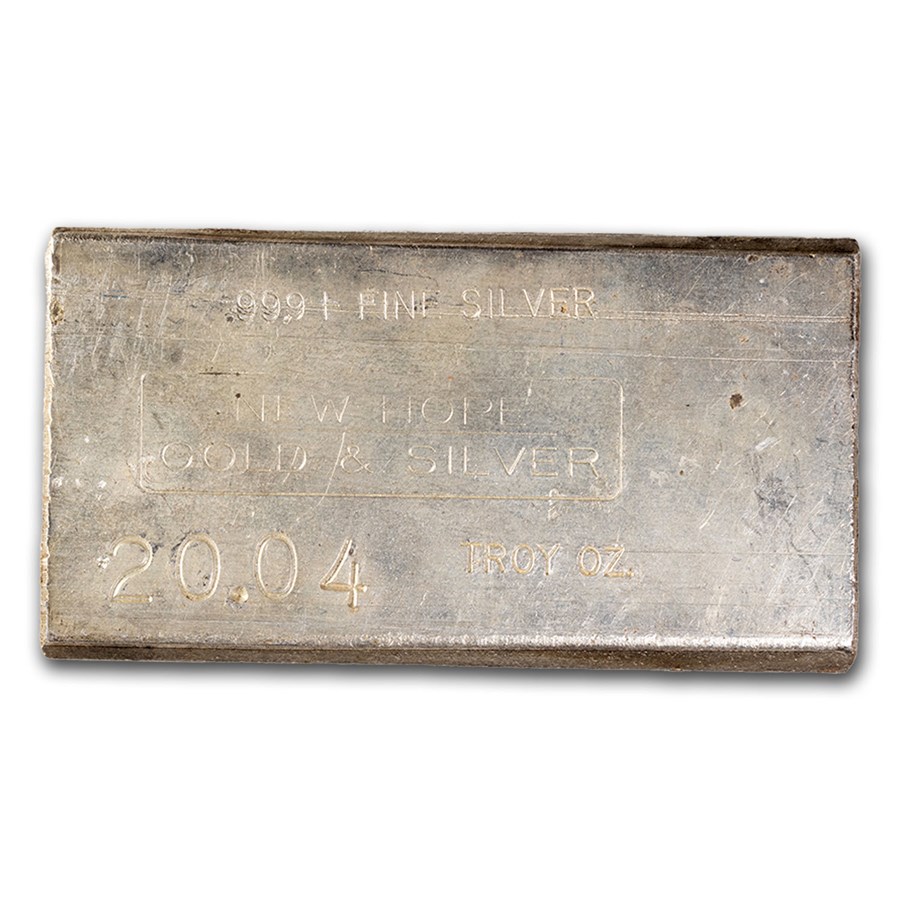 .999+ FINE SILVER
NEW HOPE
GOLD & SILVER
20.04 TROY OZ.